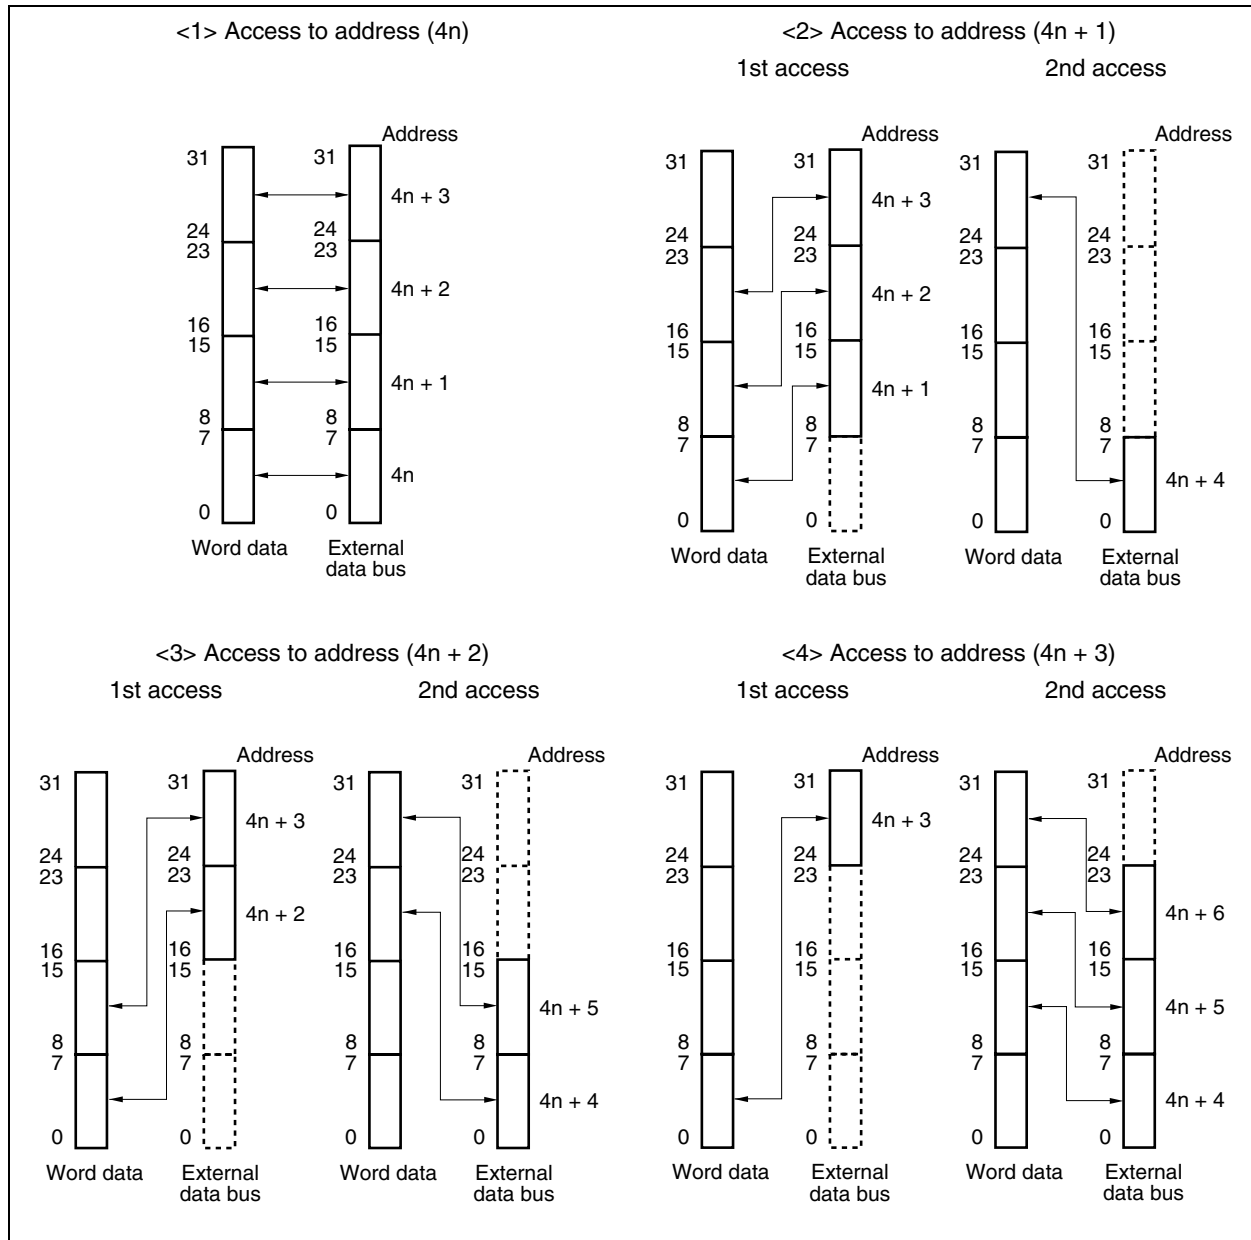 <1> Access to address (4n)
Address
31 31
4n + 3
24 24
23 23
4n + 2
16 16
15 15
4n + 1
8 8
7 7
4n
0 0
Word data External
data bus
<2> Access to address (4n + 1)
1st access 2nd access
Address
31 31 31 31
4n + 3
24 24 24 24
23 23 23 23
4n + 2
16 16 16 16
15 15 15 15
4n + 1
8 8 8 8
7 7 7 7
4n + 4
0 0 0 0
Word data External Word data External
data bus data bus
<3> Access to address (4n + 2)
1st access 2nd access
Address Address
31 31 31 31
4n + 3
24 24 24 24
23 23 23 23
4n + 2
16 16 16 16
15 15 15 15
4n + 5
8 8 8 8
7 7 7 7
4n + 4
0 0 0 0
Word data External Word data External
data bus data bus
<4> Access to address (4n + 3)
1st access 2nd access
Address Address
31 31 31 31
4n + 3
24 24 24 24
23 23 23 23
4n + 6
16 16 16 16
15 15 15 15
4n + 5
8 8 8 8
7 7 7 7
4n + 4
0 0 0 0
Word data External Word data External
data bus data bus